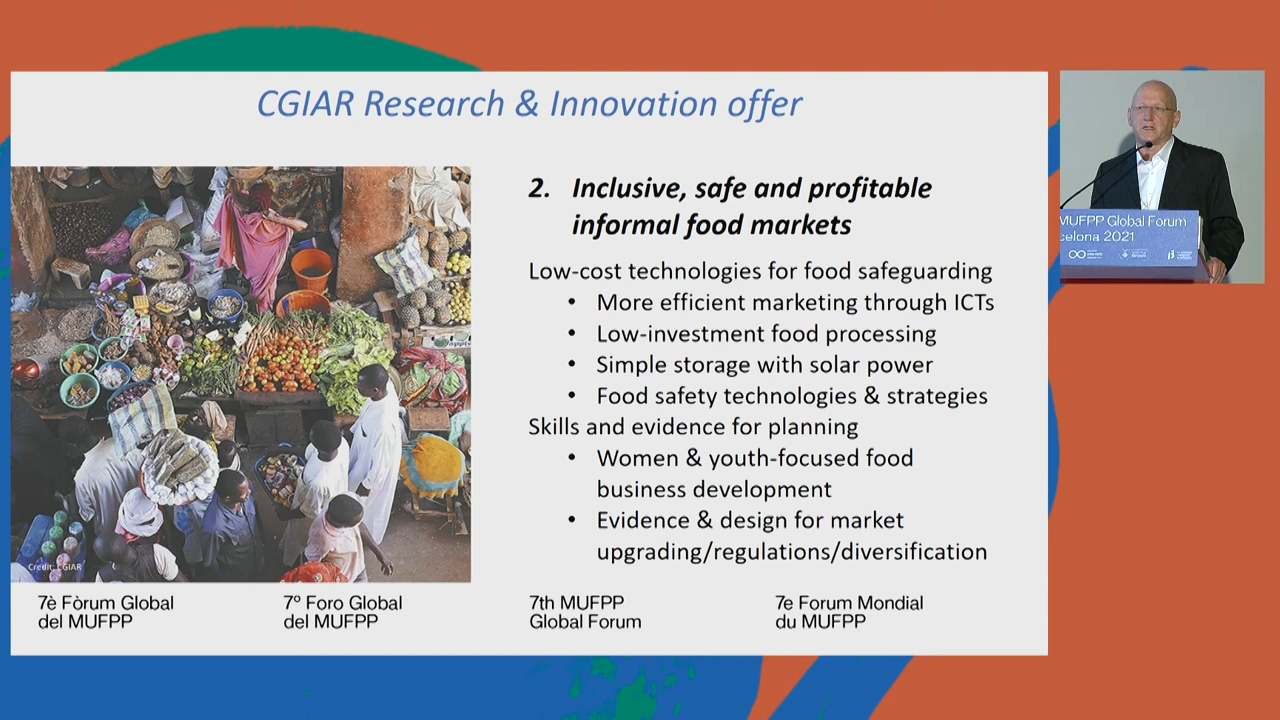 CGIAR Research & Innovation offer
2. Inclusive, safe and profitable
informal food markets
Low-cost technologies for food safeguarding
• More efficient marketing through ICTs
• Low-investment food processing
• Simple storage with solar power
• Food safety technologies & strategies
Skills and evidence for planning
• Women & youth-focused food
business development
• Evidence & design for market
upgrading/regulations/diversification
Credit: CGIAR
7è Fòrum Global
del MUFPP
7º Foro Global
del MUFPP
7th MUFPP
Global Forum
7e Forum Mondial
du MUFPP
MUFPP Global Forum
celona 2021